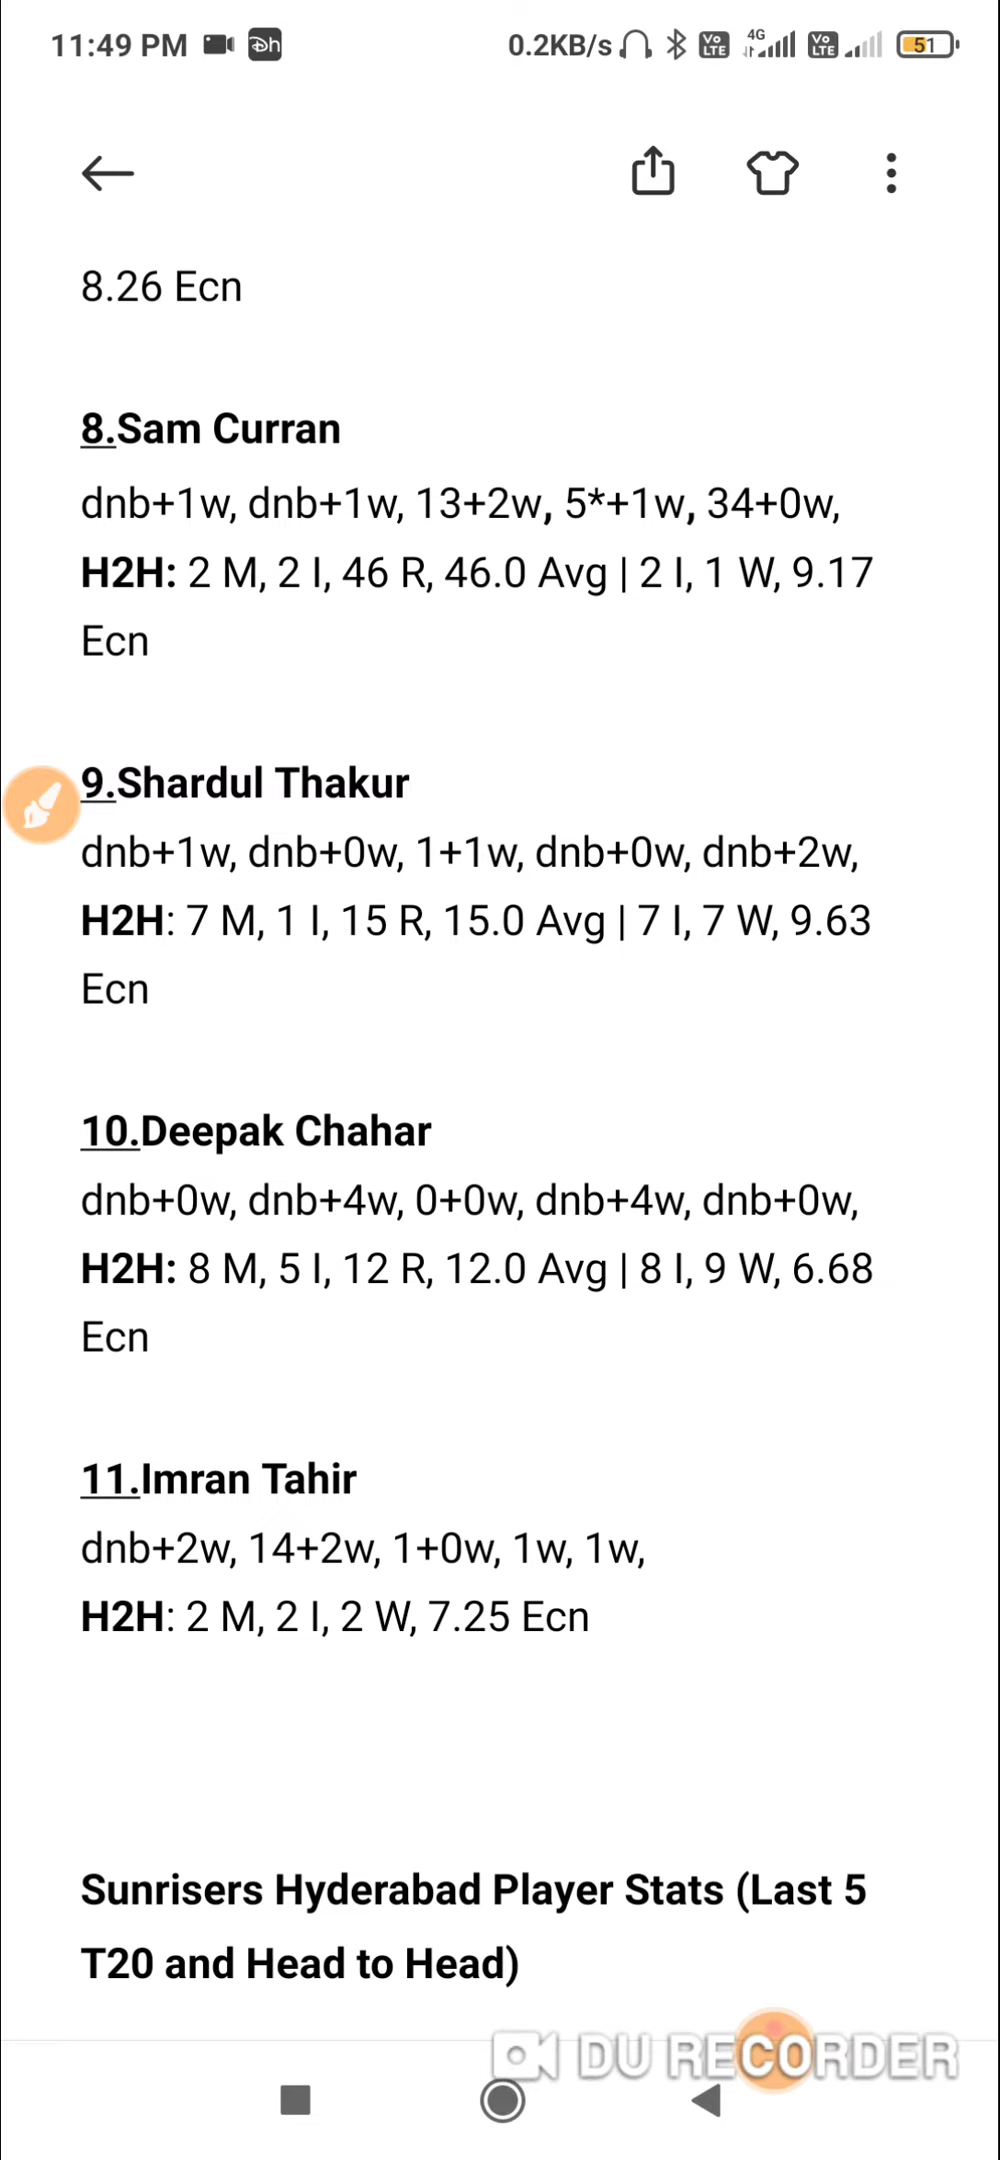 11:49 PM Dh 0.2KB/s Vo LTE 4G Vo LTE 51
8.26 Ecn
8.Sam Curran
dnb+1w, dnb+1w, 13+2w, 5*+1w, 34+0w,
H2H: 2 M, 2 I, 46 R, 46.0 Avg | 2 I, 1 W, 9.17
Ecn
9.Shardul Thakur
dnb+1w, dnb+0w, 1+1w, dnb+0w, dnb+2w,
H2H: 7 M, 1 I, 15 R, 15.0 Avg | 7 I, 7 W, 9.63
Ecn
10.Deepak Chahar
dnb+0w, dnb+4w, 0+0w, dnb+4w, dnb+0w,
H2H: 8 M, 5 I, 12 R, 12.0 Avg | 8 I, 9 W, 6.68
Ecn
11.Imran Tahir
dnb+2w, 14+2w, 1+0w, 1w, 1w,
H2H: 2 M, 2 I, 2 W, 7.25 Ecn
Sunrisers Hyderabad Player Stats (Last 5
T20 and Head to Head)
DU RECORDER